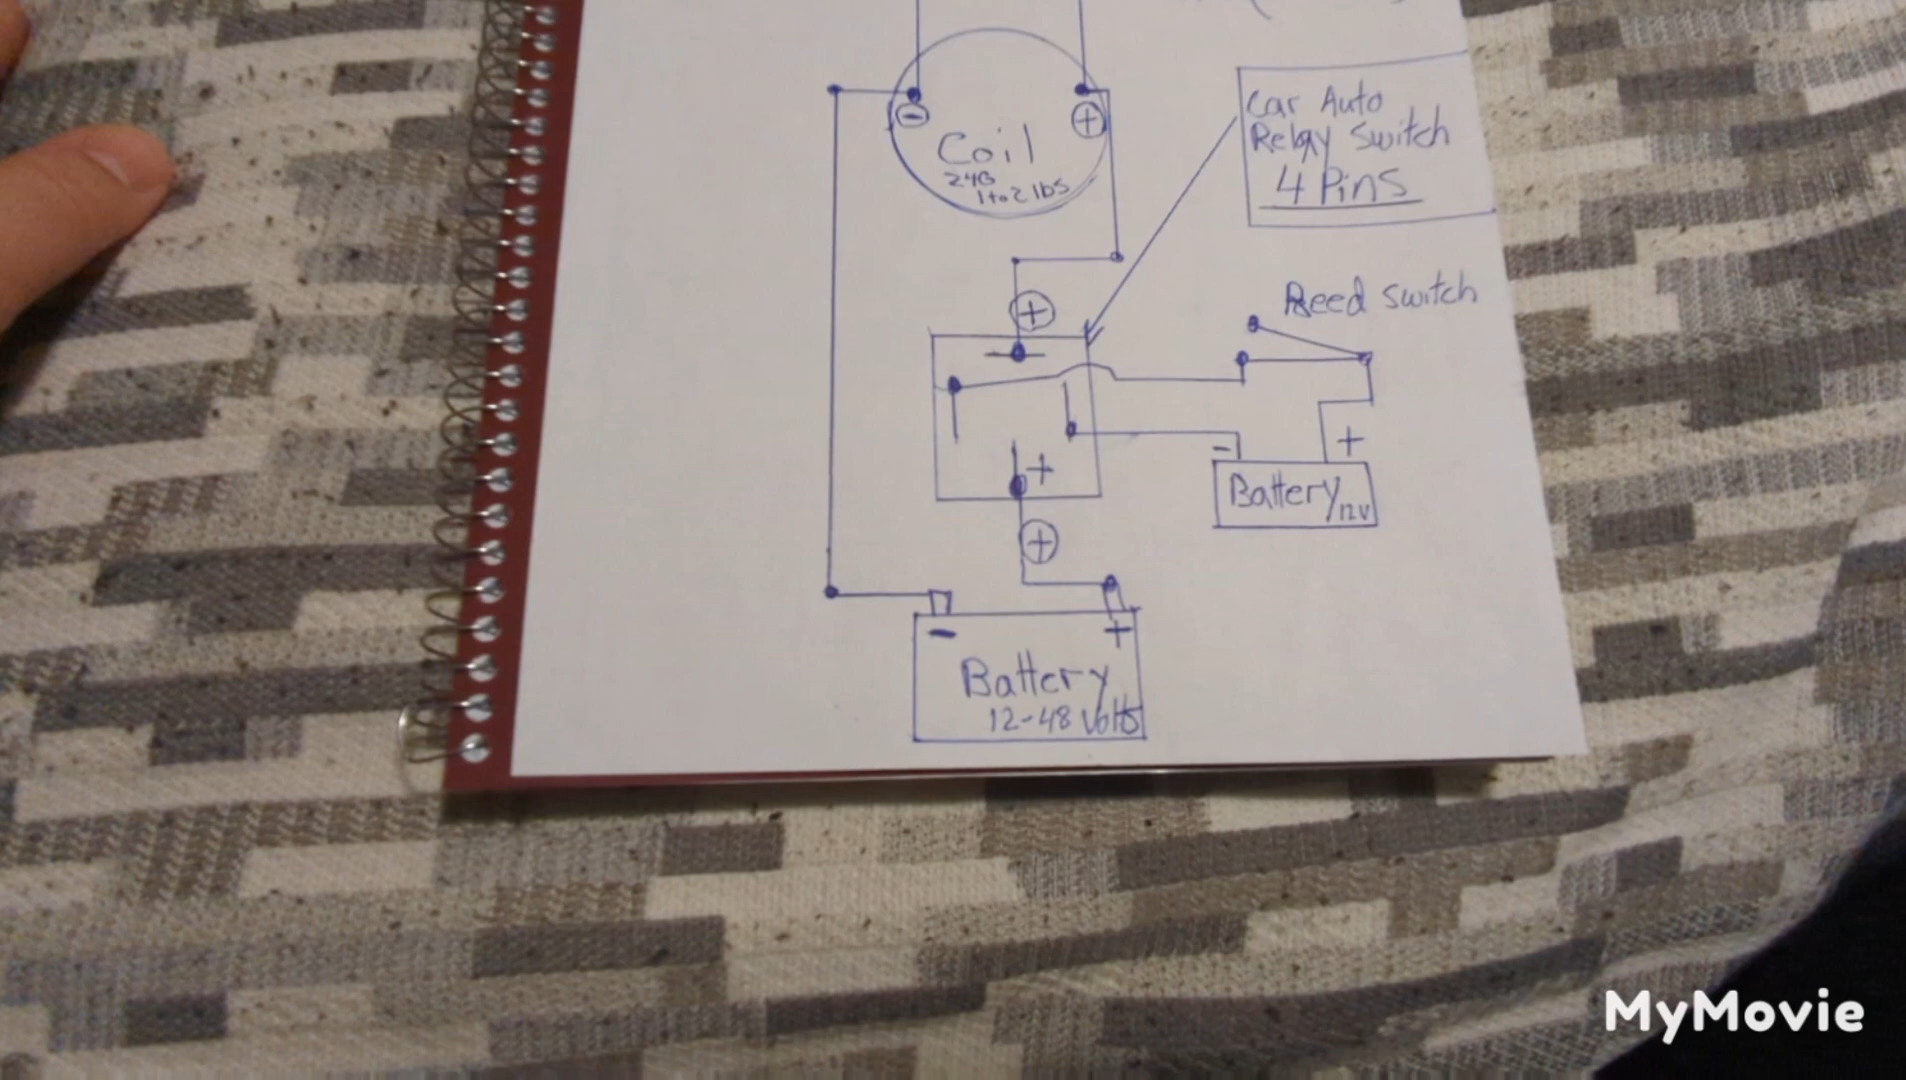 -
+
Coil
24G
1 to 2 lbs
Car Auto
Relay Switch
4 Pins
+
Reed Switch
+
+
-
+
Battery 12V
-
+
Battery
12-48 Volts
MyMovie